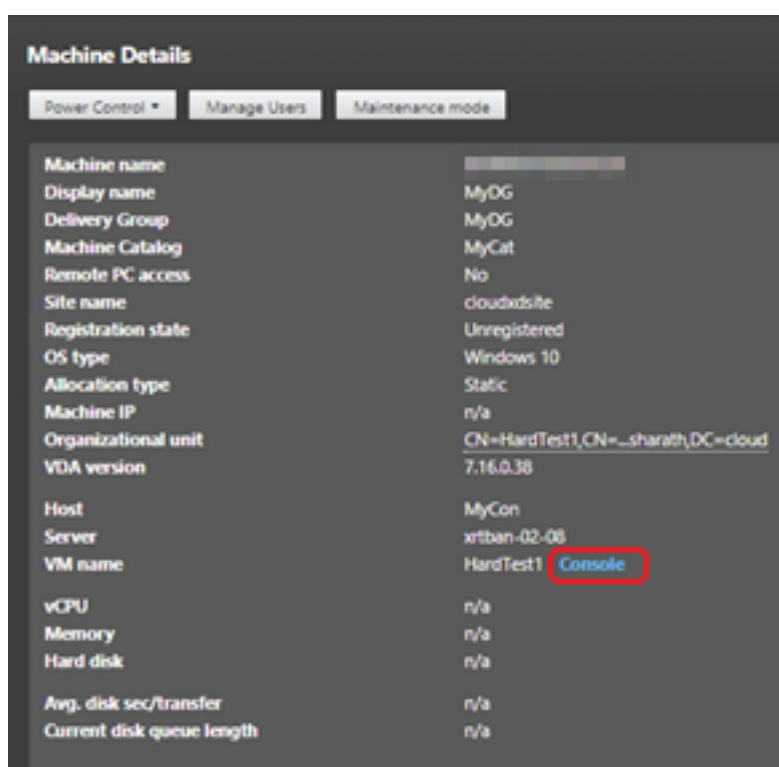 Machine Details
Power Control Manage Users Maintenance mode
Machine name
Display name MyDG
Delivery Group MyDG
Machine Catalog MyCat
Remote PC access No
Site name cloudxdsite
Registration state Unregistered
OS type Windows 10
Allocation type Static
Machine IP n/a
Organizational unit CN=HardTest1,CN=...sharath,DC=cloud
VDA version 7.16.0.38
Host MyCon
Server xrtban-02-08
VM name HardTest1 Console
vCPU n/a
Memory n/a
Hard disk n/a
Avg. disk sec/transfer n/a
Current disk queue length n/a